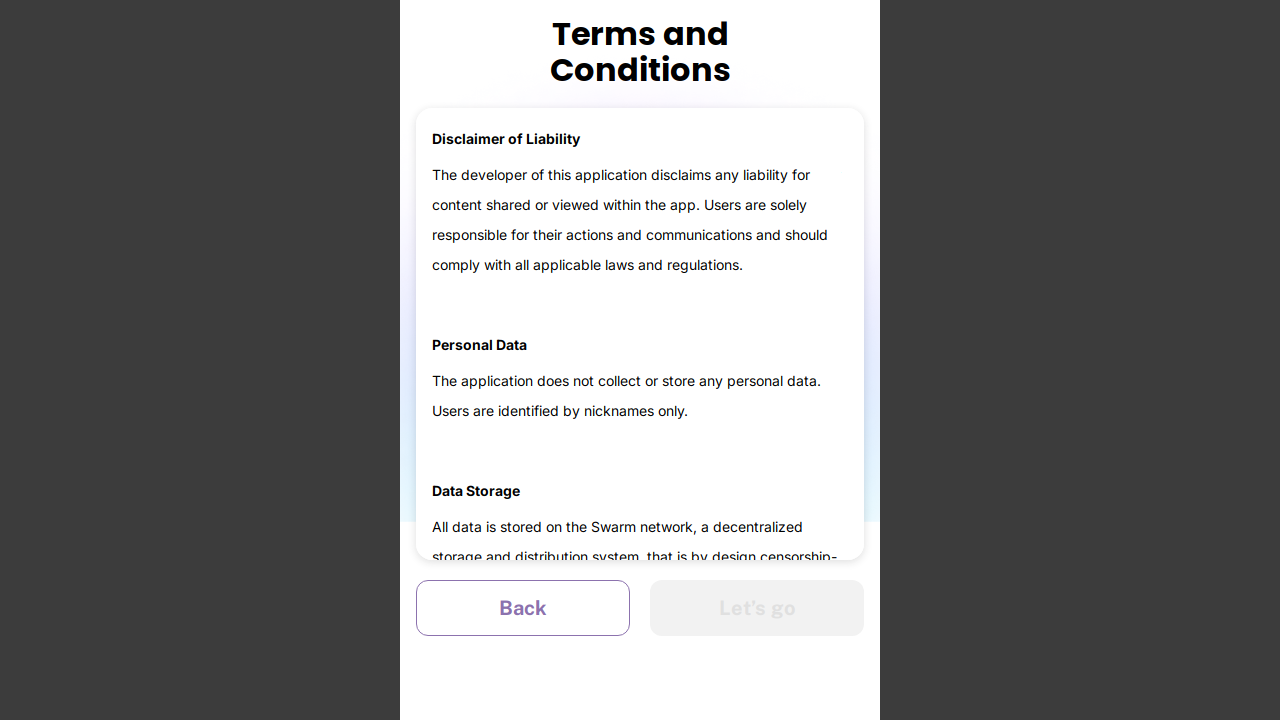 Terms and
Conditions
Disclaimer of Liability
The developer of this application disclaims any liability for
content shared or viewed within the app. Users are solely
responsible for their actions and communications and should
comply with all applicable laws and regulations.
Personal Data
The application does not collect or store any personal data.
Users are identified by nicknames only.
Data Storage
All data is stored on the Swarm network, a decentralized
storage and distribution system, that is by design censorship-
Back
Let's go